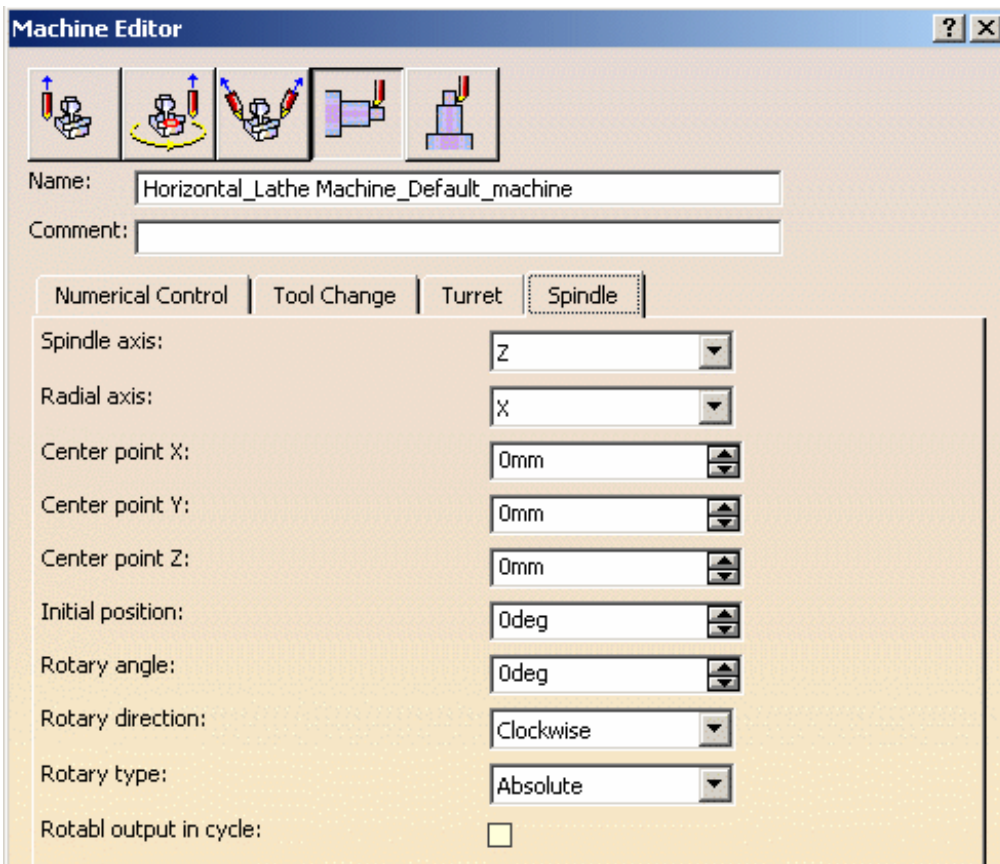 Machine Editor
Name: Horizontal_Lathe Machine_Default_machine
Comment:
Numerical Control Tool Change Turret Spindle
Spindle axis: Z
Radial axis: X
Center point X: 0mm
Center point Y: 0mm
Center point Z: 0mm
Initial position: 0deg
Rotary angle: 0deg
Rotary direction: Clockwise
Rotary type: Absolute
Rotabl output in cycle: